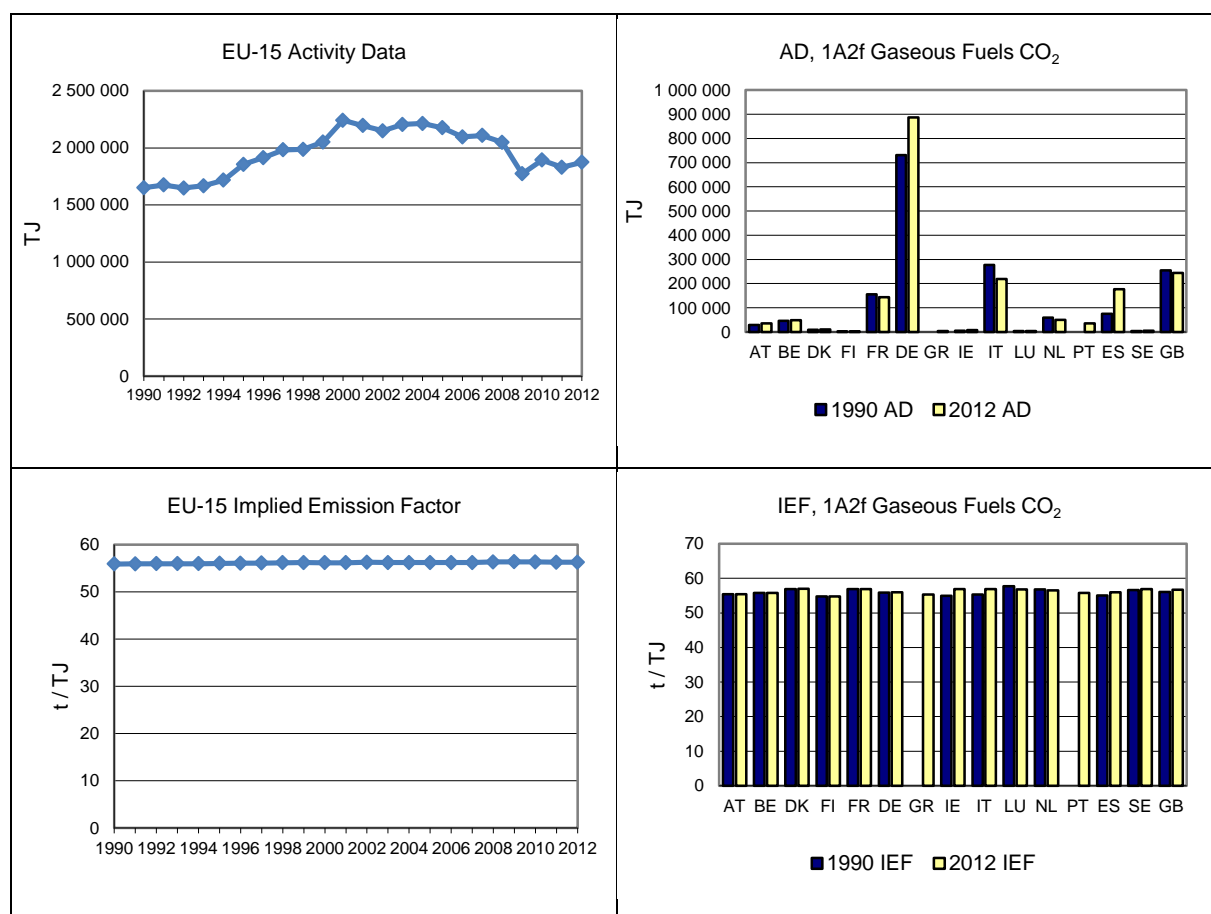 EU-15 Activity Data
2 500 000
2 000 000
1 500 000
1 000 000
500 000
0
TJ
1990 1992 1994 1996 1998 2000 2002 2004 2006 2008 2010 2012
AD, 1A2f Gaseous Fuels CO₂
1 000 000
900 000
800 000
700 000
600 000
500 000
400 000
300 000
200 000
100 000
0
TJ
AT BE DK FI FR DE GR IE IT LU NL PT ES SE GB
1990 AD 2012 AD
EU-15 Implied Emission Factor
60
50
40
30
20
10
0
t / TJ
1990 1992 1994 1996 1998 2000 2002 2004 2006 2008 2010 2012
IEF, 1A2f Gaseous Fuels CO₂
70
60
50
40
30
20
10
0
t / TJ
AT BE DK FI FR DE GR IE IT LU NL PT ES SE GB
1990 IEF 2012 IEF